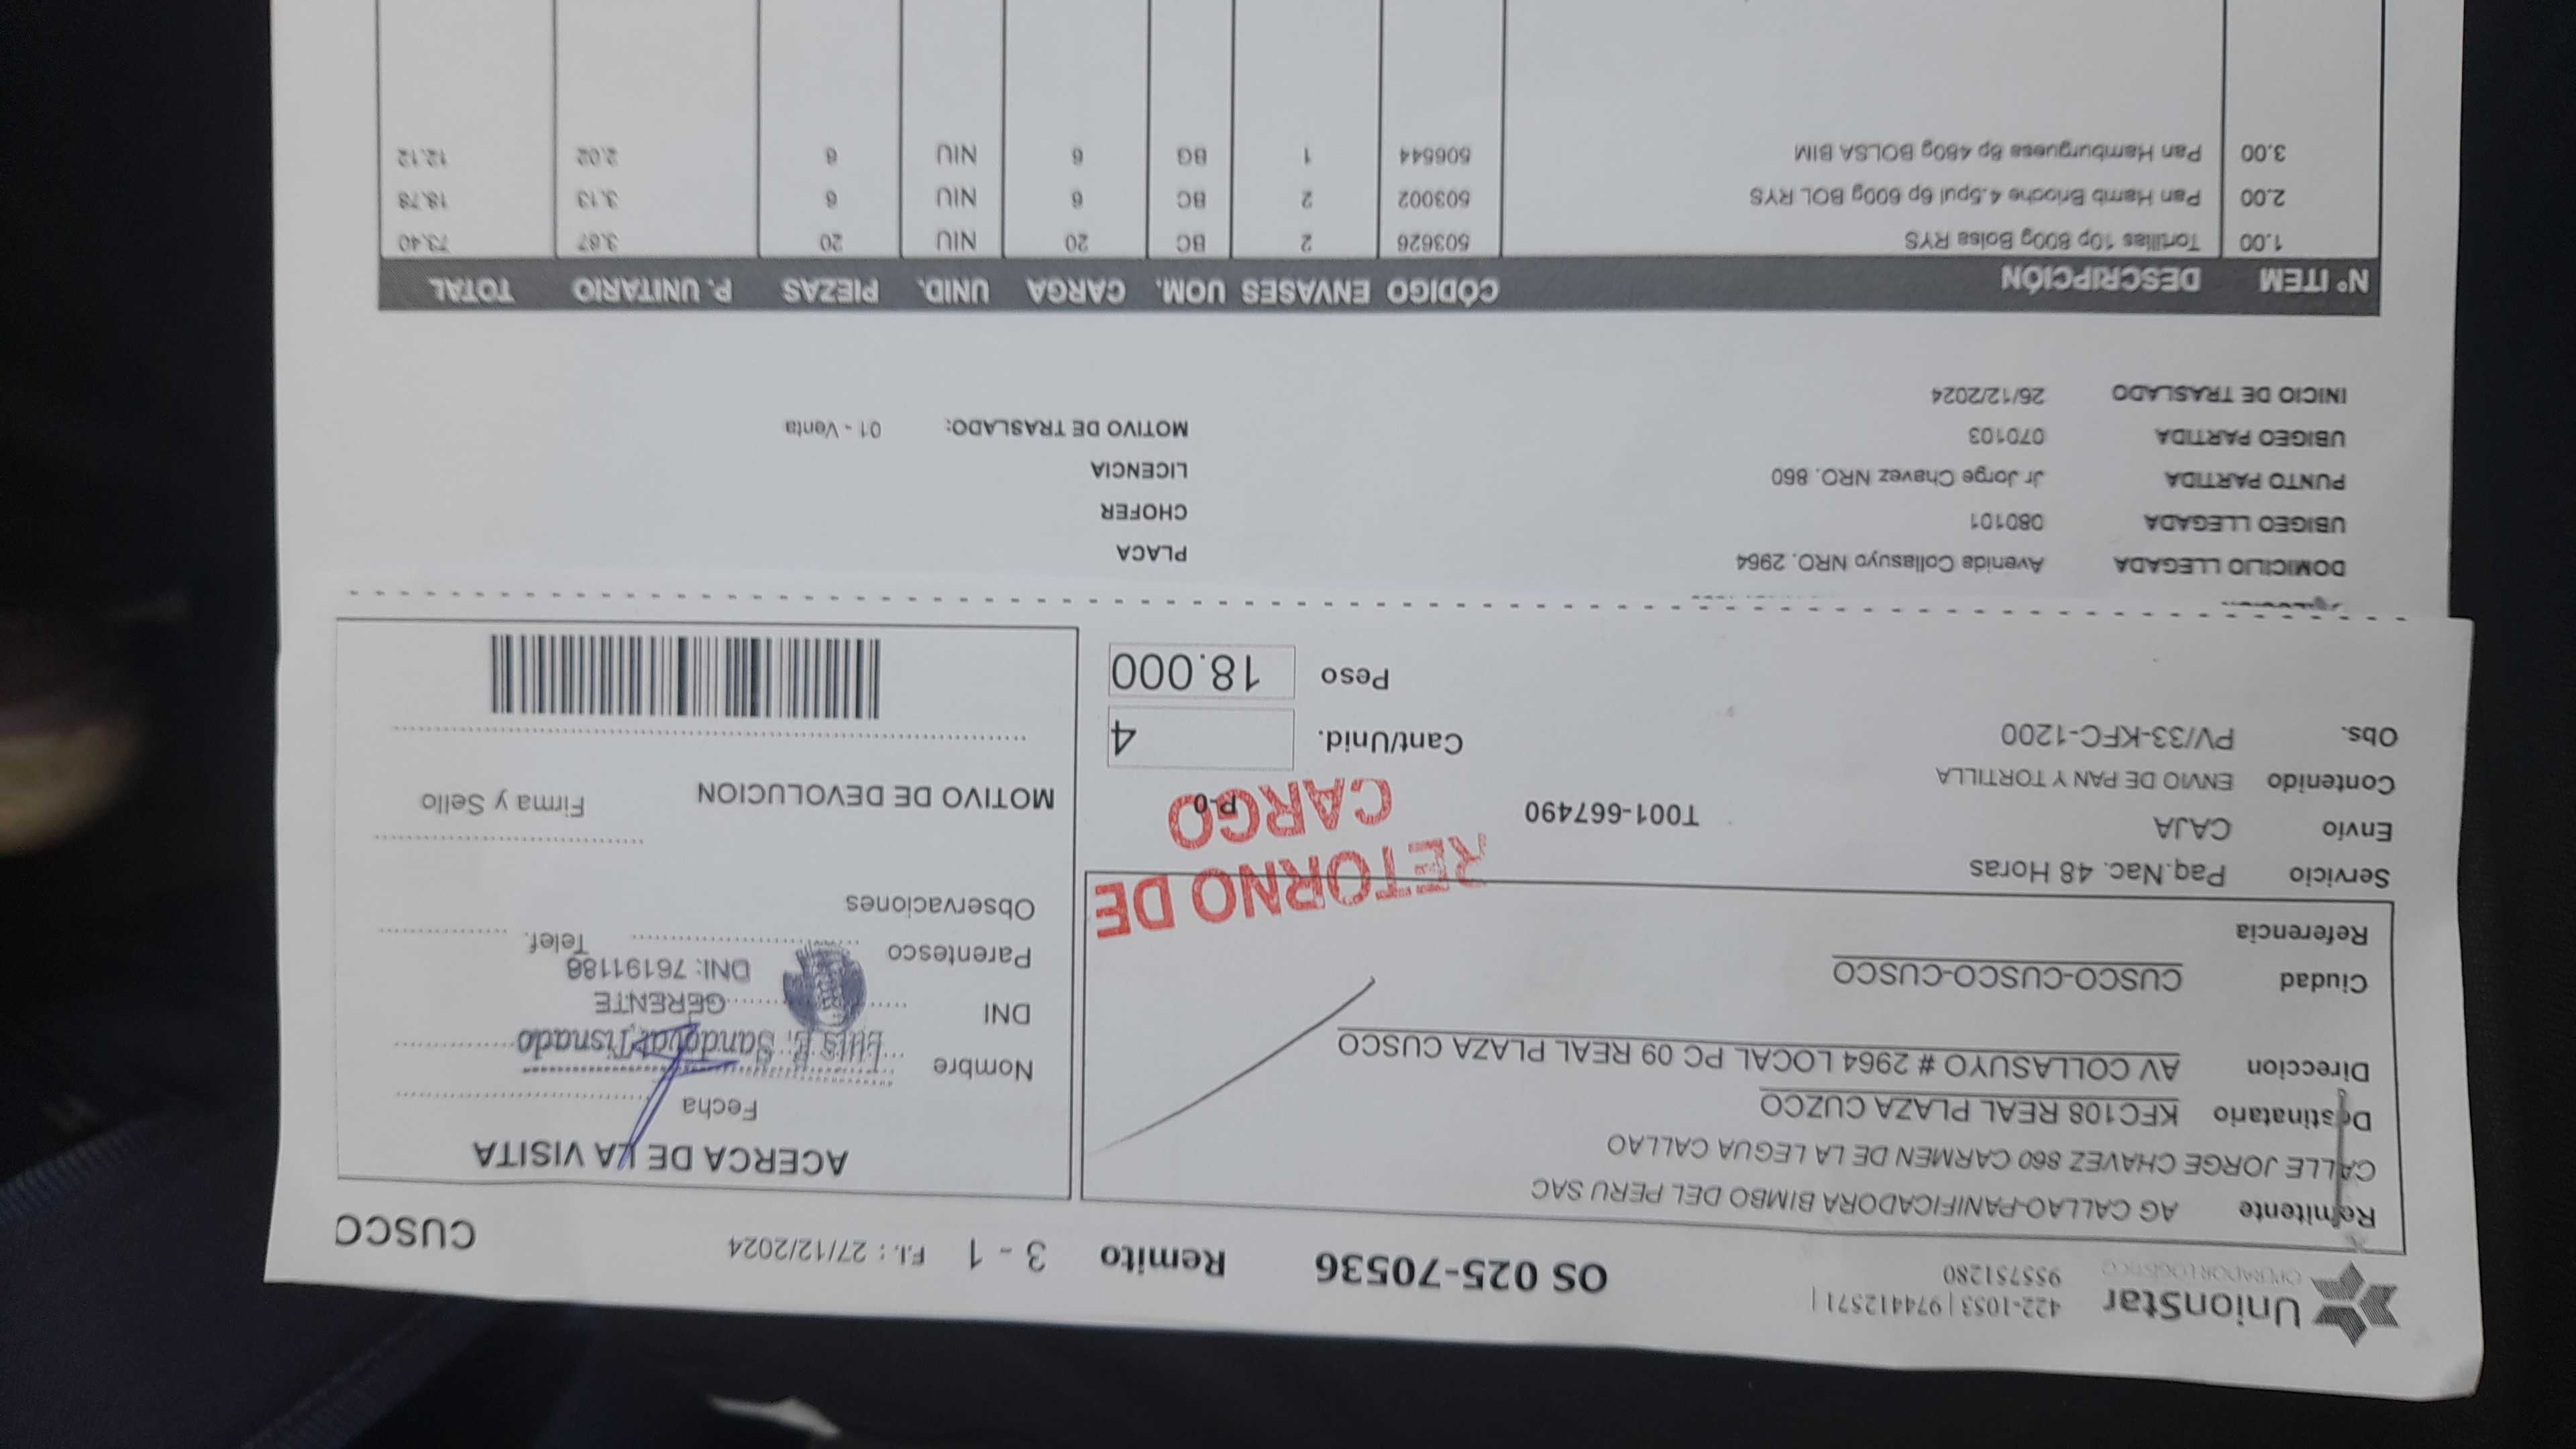 UnionStar
OPERADOR LOGISTICO
422-1053 | 974412571 |
955751280
OS 025-70536
Remito 3 - 1
F.I. : 27/12/2024
CUSCO
Remitente AG CALLAO-PANIFICADORA BIMBO DEL PERU SAC
CALLE JORGE CHAVEZ 860 CARMEN DE LA LEGUA CALLAO
Destinatario KFC108 REAL PLAZA CUZCO
Direccion AV COLLASUYO # 2964 LOCAL PC 09 REAL PLAZA CUSCO
Ciudad CUSCO-CUSCO-CUSCO
Referencia
Servicio Paq.Nac. 48 Horas
Envio CAJA T001-667490 P-0
Contenido ENVIO DE PAN Y TORTILLA
Obs. PV/33-KFC-1200
RETORNO DE
CARGO
Cant/Unid. 4
Peso 18.000
ACERCA DE LA VISITA
Fecha
Nombre Luis E. Sandoval Tisnado
DNI GERENTE
DNI: 76191188
Parentesco Telef.
Observaciones
MOTIVO DE DEVOLUCION Firma y Sello
DOMICILIO LLEGADA Avenida Collasuyo NRO. 2964 PLACA
UBIGEO LLEGADA 080101 CHOFER
PUNTO PARTIDA Jr Jorge Chavez NRO. 860 LICENCIA
UBIGEO PARTIDA 070103 MOTIVO DE TRASLADO: 01 - Venta
INICIO DE TRASLADO 26/12/2024
N° ITEM DESCRIPCIÓN CÓDIGO ENVASES UOM. CARGA UNID. PIEZAS P. UNITARIO TOTAL
1.00 Tortillas 10p 800g Bolsa RYS 503626 2 BC 20 NIU 20 3.67 73.40
2.00 Pan Hamb Brioche 4.5pul 6p 600g BOL RYS 503002 2 BC 6 NIU 6 3.13 18.78
3.00 Pan Hamburguesa 8p 460g BOLSA BIM 506544 1 BG 6 NIU 6 2.02 12.12